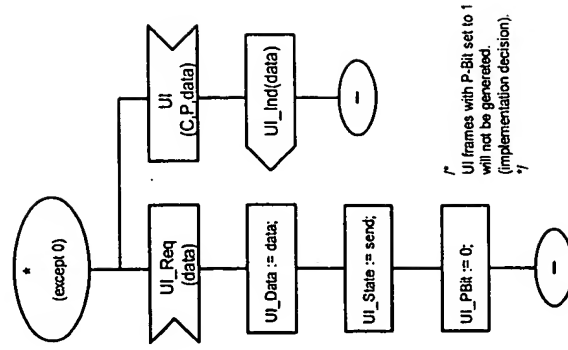 *
(except 0)
UI_Req
(data)
UI
(C,P,data)
UI_Data := data;
UI_Ind(data)
UI_State := send;
-
UI_PBit := 0;
-
/*
UI frames with P-Bit set to 1
will not be genereted.
(implementation decision).
*/